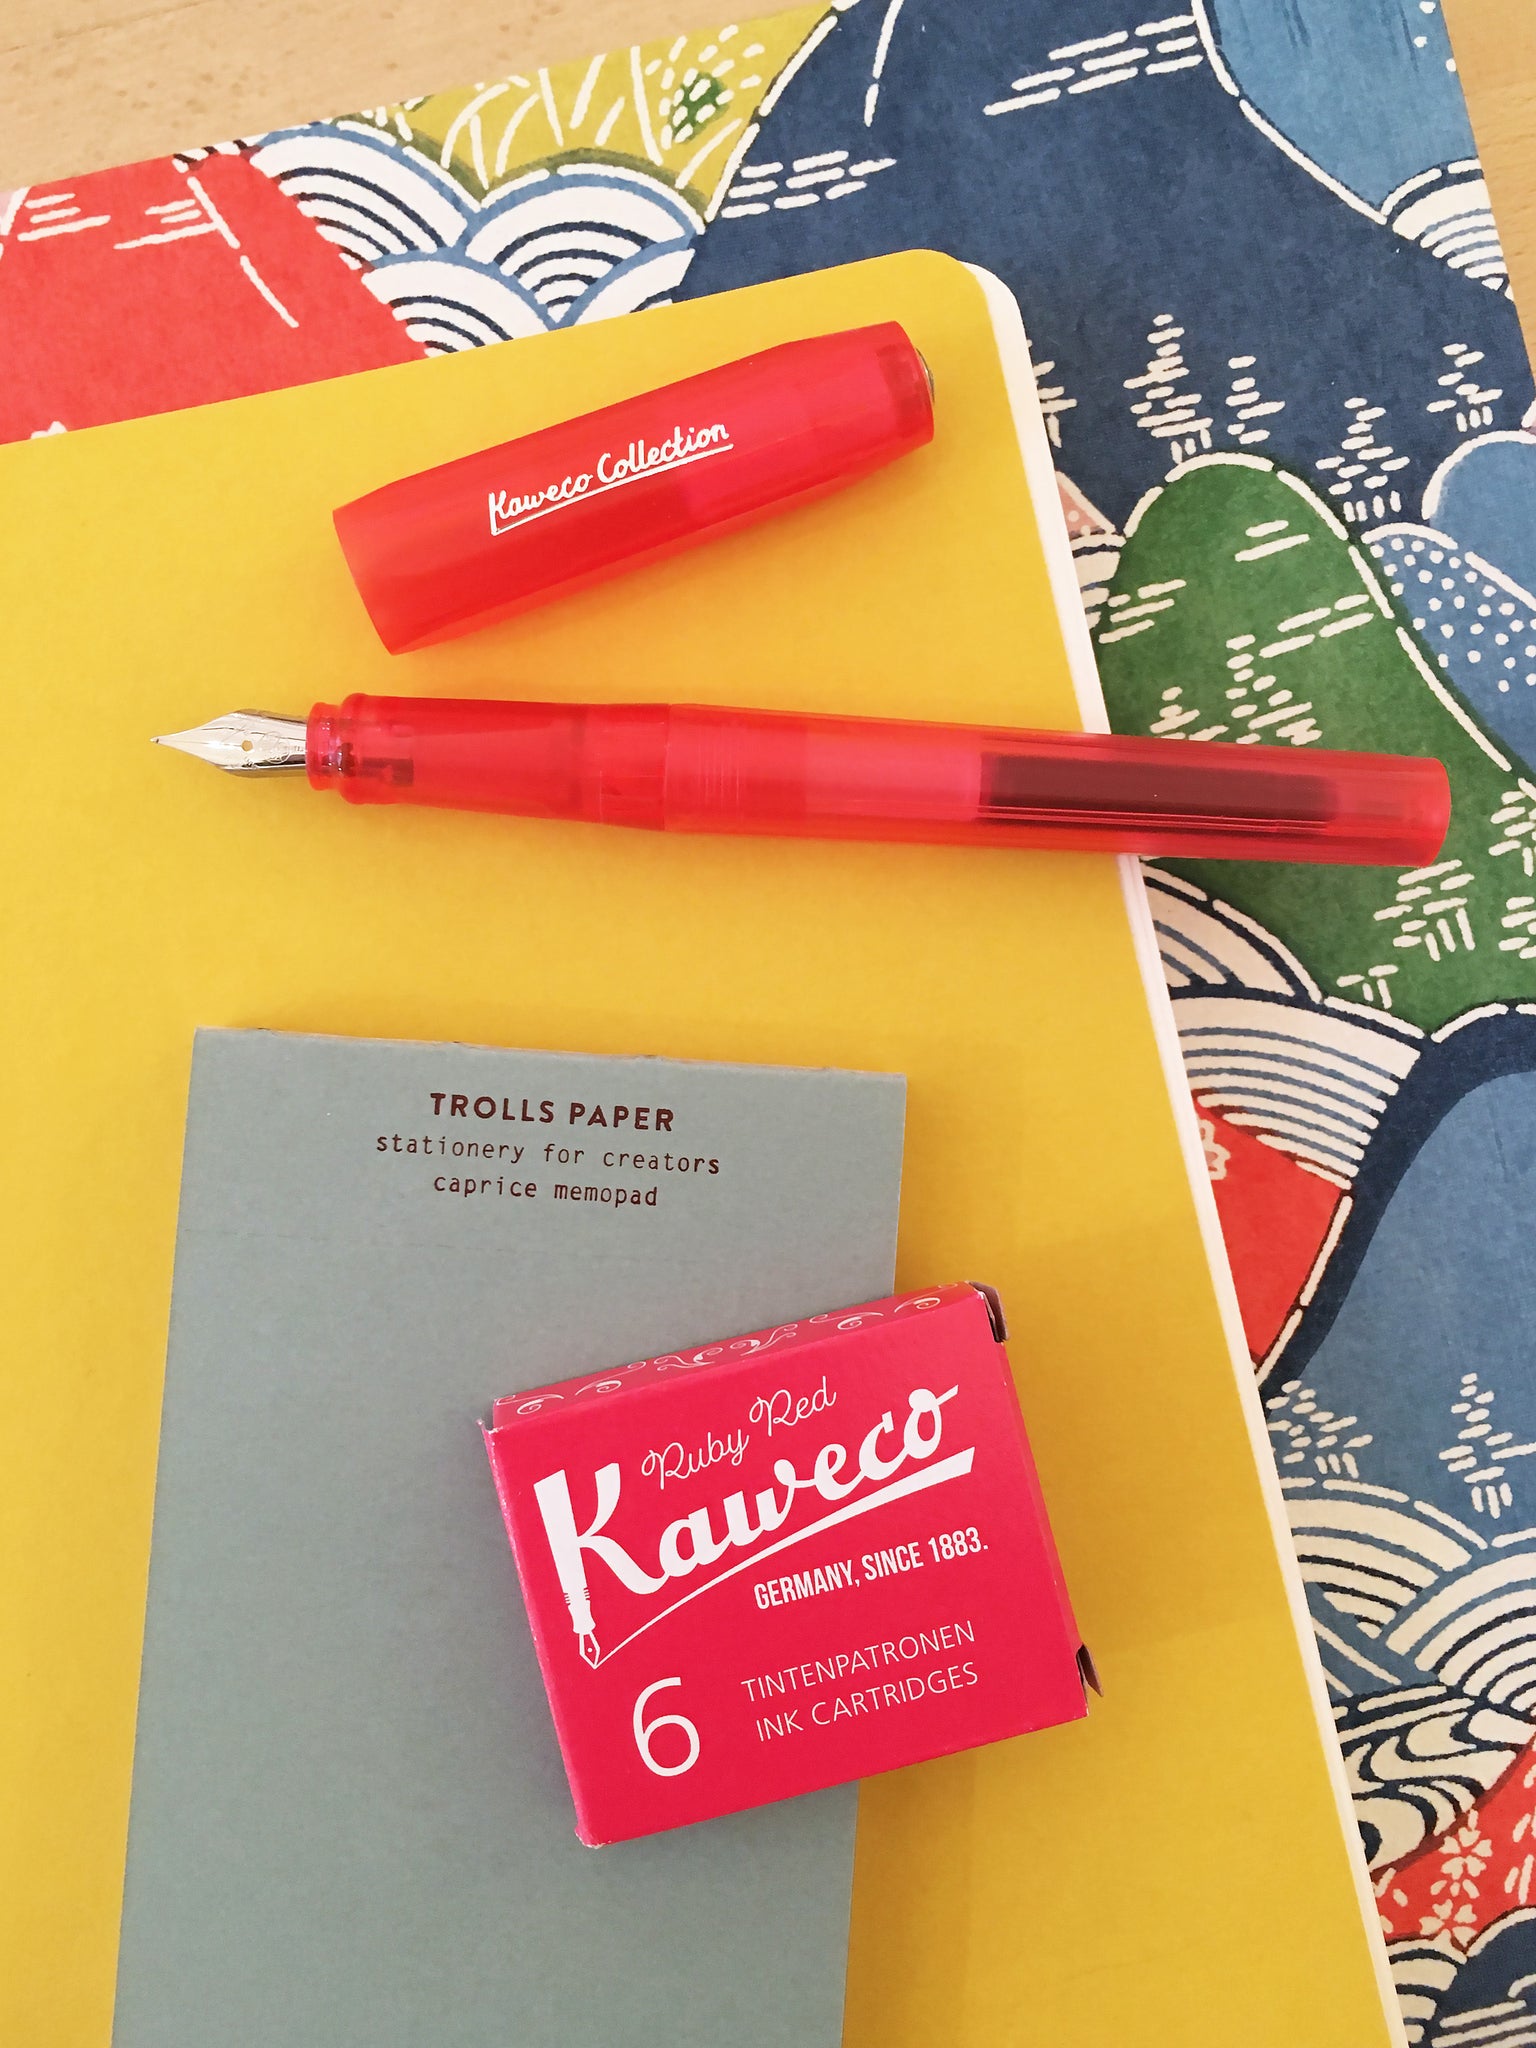 Kaweco Collection
TROLLS PAPER
stationery for creators
caprice memopad
Ruby Red
Kaweco
GERMANY, SINCE 1883.
6
TINTENPATRONEN
INK CARTRIDGES